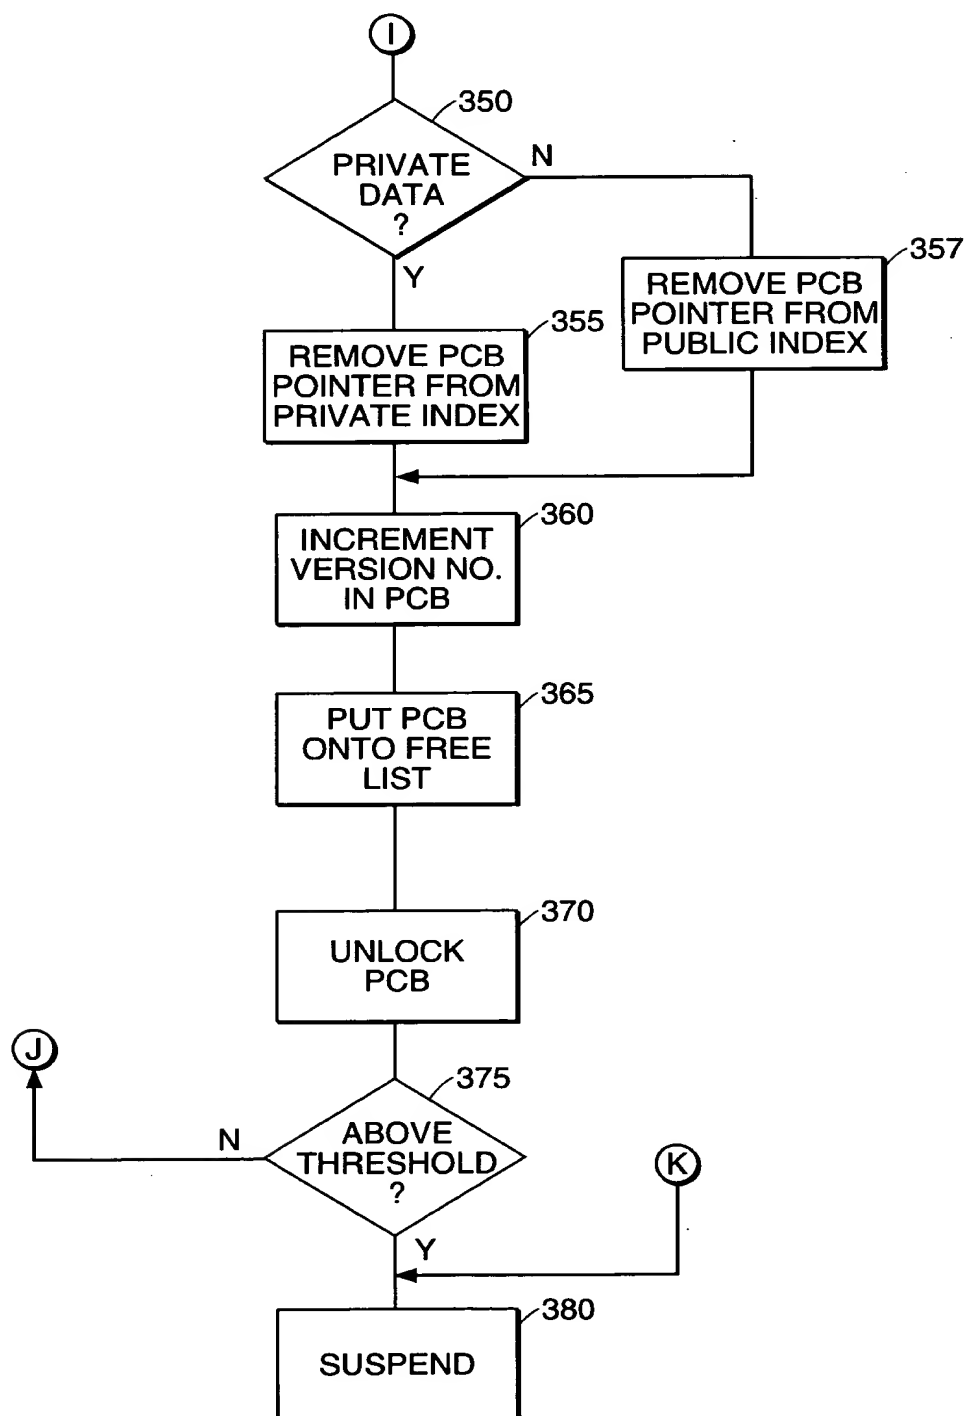 I
350
PRIVATE
DATA
?
N
Y
357
REMOVE PCB
POINTER FROM
PUBLIC INDEX
355
REMOVE PCB
POINTER FROM
PRIVATE INDEX
360
INCREMENT
VERSION NO.
IN PCB
365
PUT PCB
ONTO FREE
LIST
370
UNLOCK
PCB
J
375
ABOVE
THRESHOLD
?
N
K
Y
380
SUSPEND